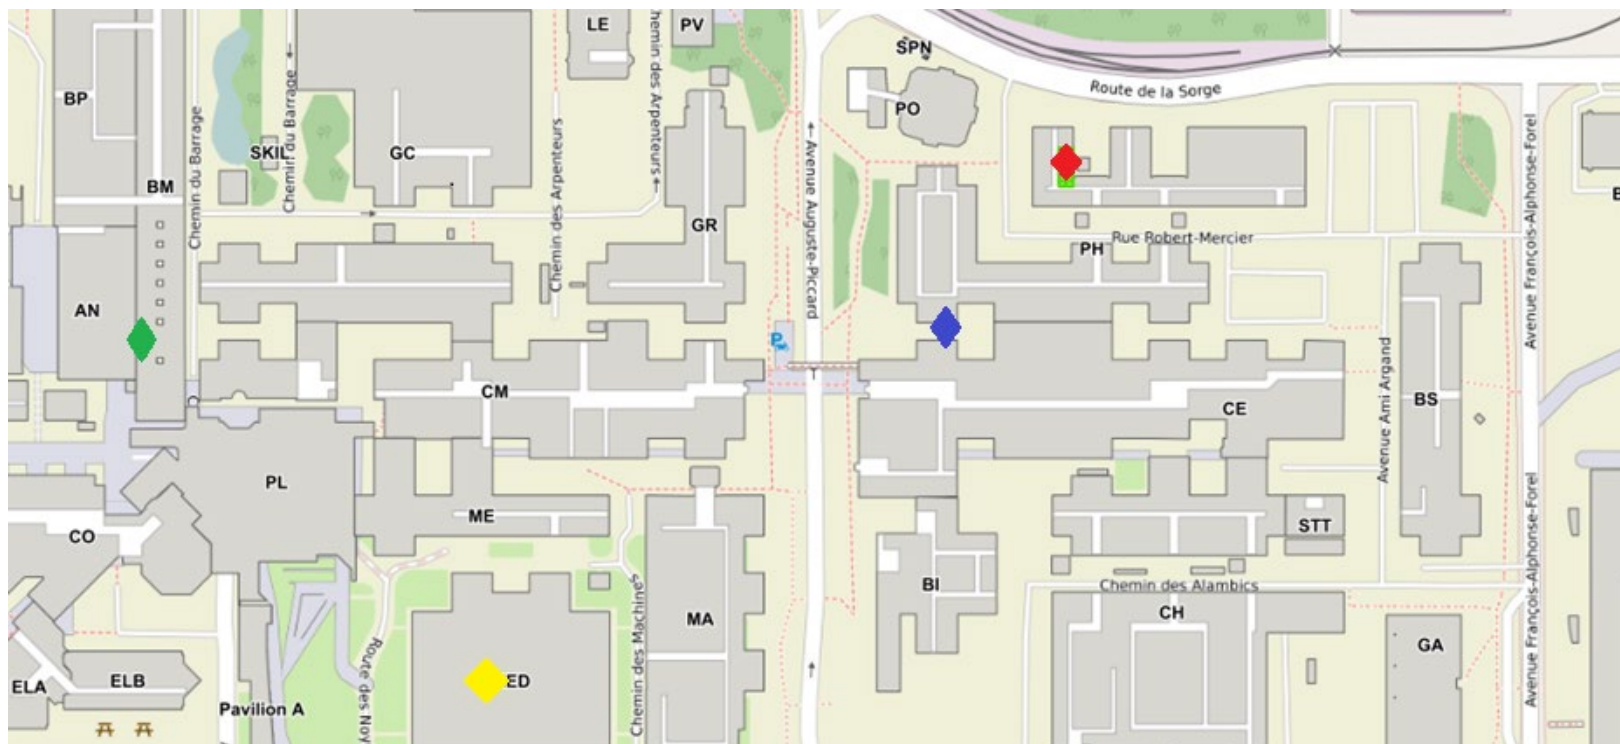 LE
PV
Chemin des Arpenteurs →
SPN
Route de la Sorge
BP
PO
Chemin du Barrage →
SKIL
GC
BM
Chemin du Barrage
Chemin des Arpenteurs
← Avenue Auguste-Piccard
Avenue François-Alphonse-Forel
GR
Rue Robert-Mercier
PH
AN
P
Avenue Ami Argand
CM
CE
BS
PL
ME
STT
CO
BI
Chemin des Alambics
CH
MA
GA
Chemin des Machines
Avenue François-Alphonse-Forel
ELA
ELB
ED
Route des Noy
Pavilion A